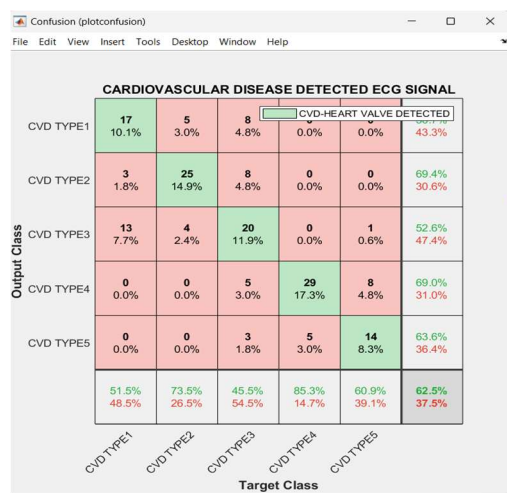 Confusion (plotconfusion)
File Edit View Insert Tools Desktop Window Help
CARDIOVASCULAR DISEASE DETECTED ECG SIGNAL
CVD-HEART VALVE DETECTED
CVD TYPE1 17 5 8
10.1% 3.0% 4.8% 0.0% 0.0% 43.3%
CVD TYPE2 3 25 8 0 0 69.4%
1.8% 14.9% 4.8% 0.0% 0.0% 30.6%
CVD TYPE3 13 4 20 0 1 52.6%
7.7% 2.4% 11.9% 0.0% 0.6% 47.4%
CVD TYPE4 0 0 5 29 8 69.0%
0.0% 0.0% 3.0% 17.3% 4.8% 31.0%
CVD TYPE5 0 0 3 5 14 63.6%
0.0% 0.0% 1.8% 3.0% 8.3% 36.4%
51.5% 73.5% 45.5% 85.3% 60.9% 62.5%
48.5% 26.5% 54.5% 14.7% 39.1% 37.5%
CVD TYPE1 CVD TYPE2 CVD TYPE3 CVD TYPE4 CVD TYPE5
Output Class
Target Class